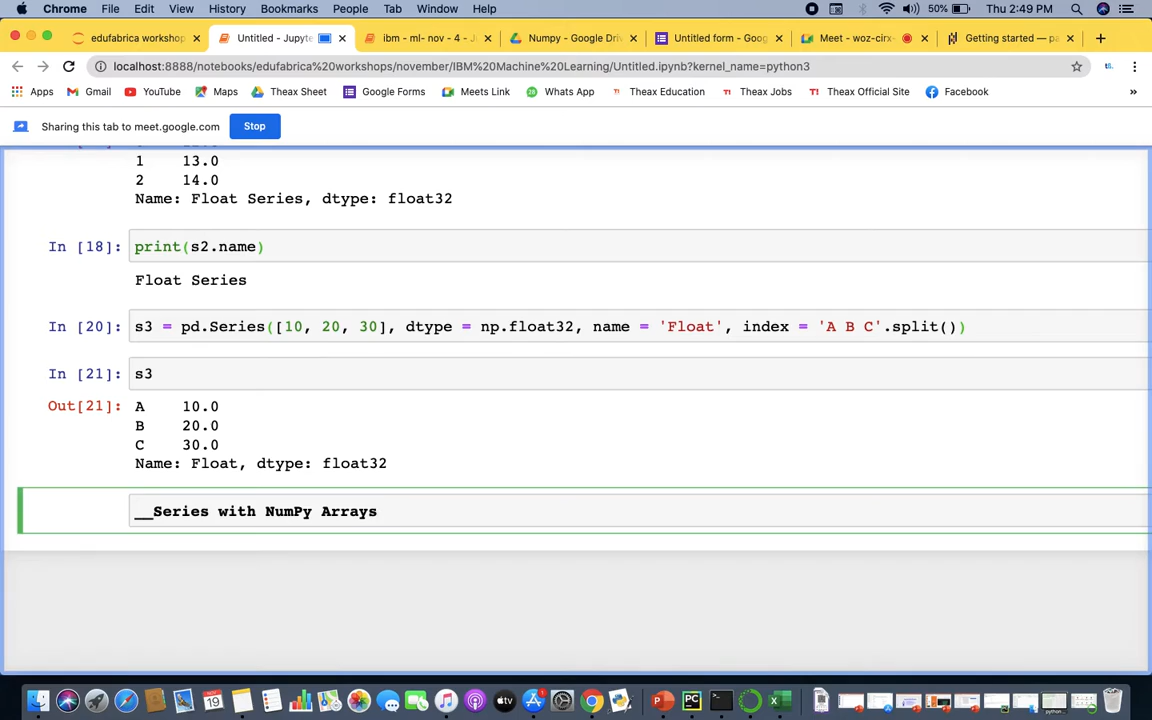 Chrome File Edit View History Bookmarks People Tab Window Help 50% Thu 2:49 PM
edufabrica workshop Untitled - Jupyte ibm - ml- nov - 4 - J Numpy - Google Dri Untitled form - Goog Meet - woz-cirx- Getting started — pa
localhost:8888/notebooks/edufabrica%20workshops/november/IBM%20Machine%20Learning/Untitled.ipynb?kernel_name=python3
Apps Gmail YouTube Maps Theax Sheet Google Forms Meets Link Whats App Theax Education Theax Jobs Theax Official Site Facebook »
Sharing this tab to meet.google.com Stop
1 13.0
2 14.0
Name: Float Series, dtype: float32
In [18]: print(s2.name)
Float Series
In [20]: s3 = pd.Series([10, 20, 30], dtype = np.float32, name = 'Float', index = 'A B C'.split())
In [21]: s3
Out[21]: A 10.0
B 20.0
C 30.0
Name: Float, dtype: float32
__Series with NumPy Arrays